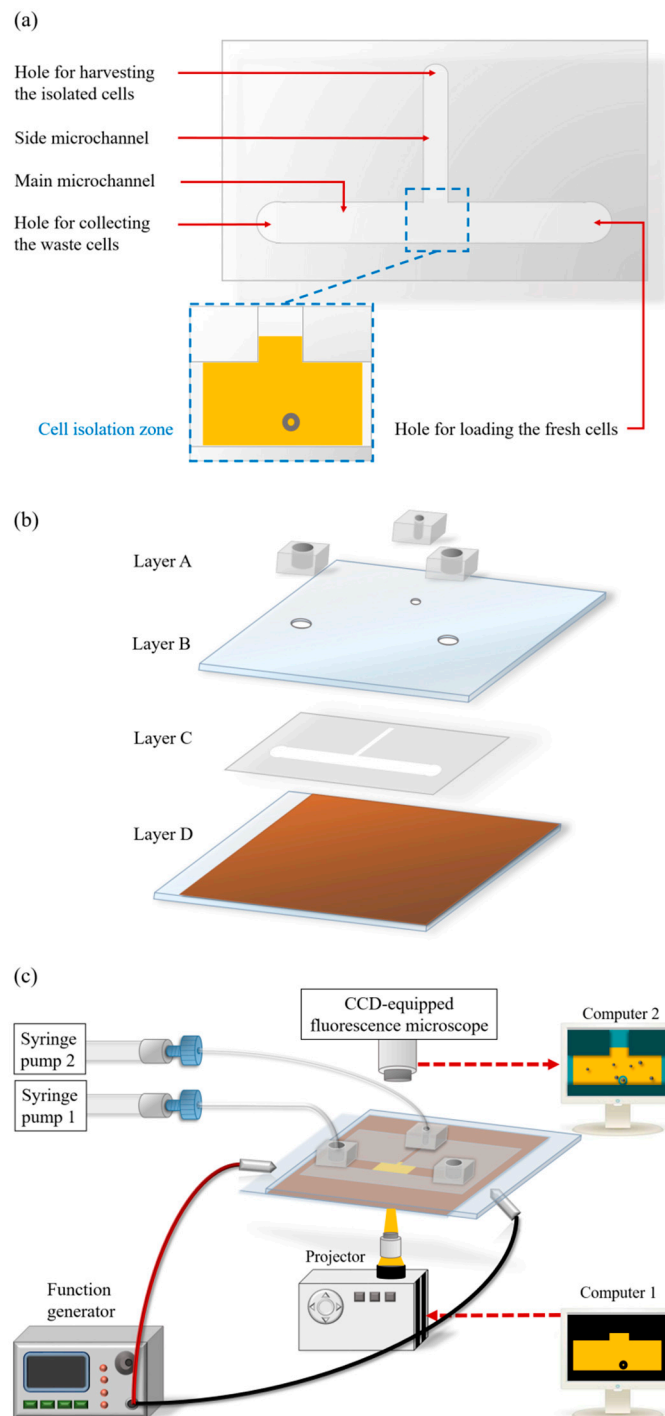 (a)
Hole for harvesting
the isolated cells
Side microchannel
Main microchannel
Hole for collecting
the waste cells
Cell isolation zone
Hole for loading the fresh cells
(b)
Layer A
Layer B
Layer C
Layer D
(c)
CCD-equipped
fluorescence microscope
Computer 2
Syringe
pump 2
Syringe
pump 1
Projector
Computer 1
Function
generator